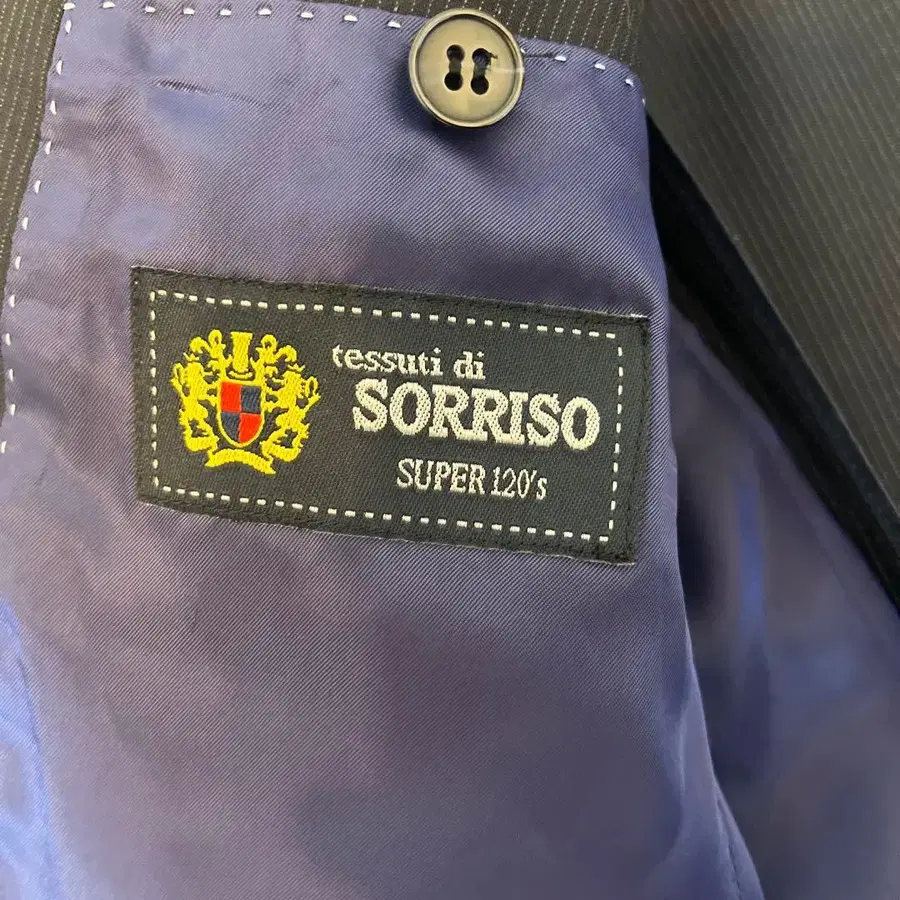 tessuti di
SORRISO
SUPER 120's